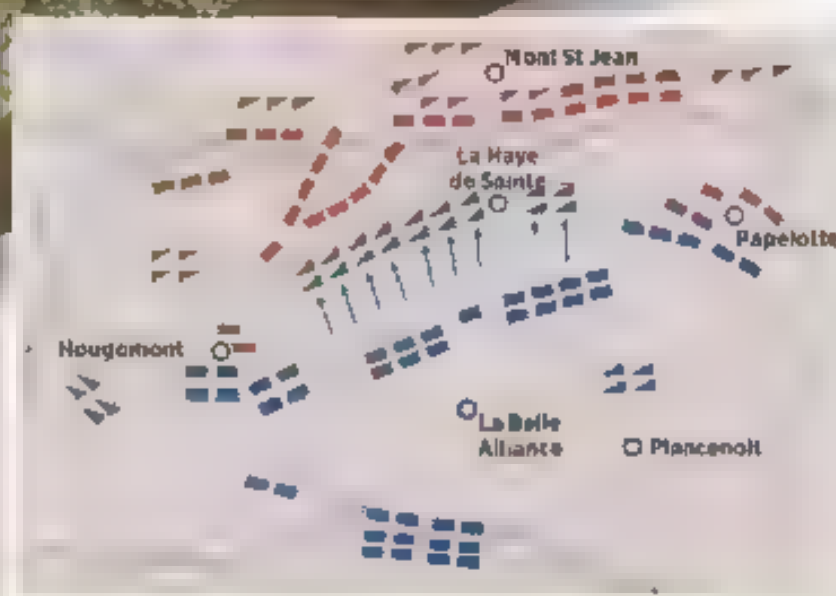 Mont St Jean
La Haye
de Sainte
Papelotte
Hougomont
La Belle
Alliance
Plancenoit